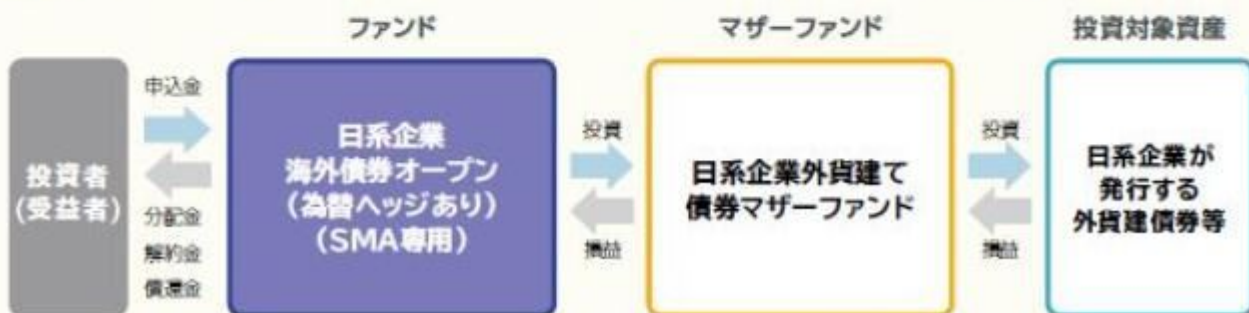 ファンド
マザーファンド
投資対象資産
投資者
(受益者)
申込金
分配金
解約金
償還金
日系企業
海外債券オープン
(為替ヘッジあり)
(SMA専用)
投資
損益
日系企業外貨建て
債券マザーファンド
投資
損益
日系企業が
発行する
外貨建債券等